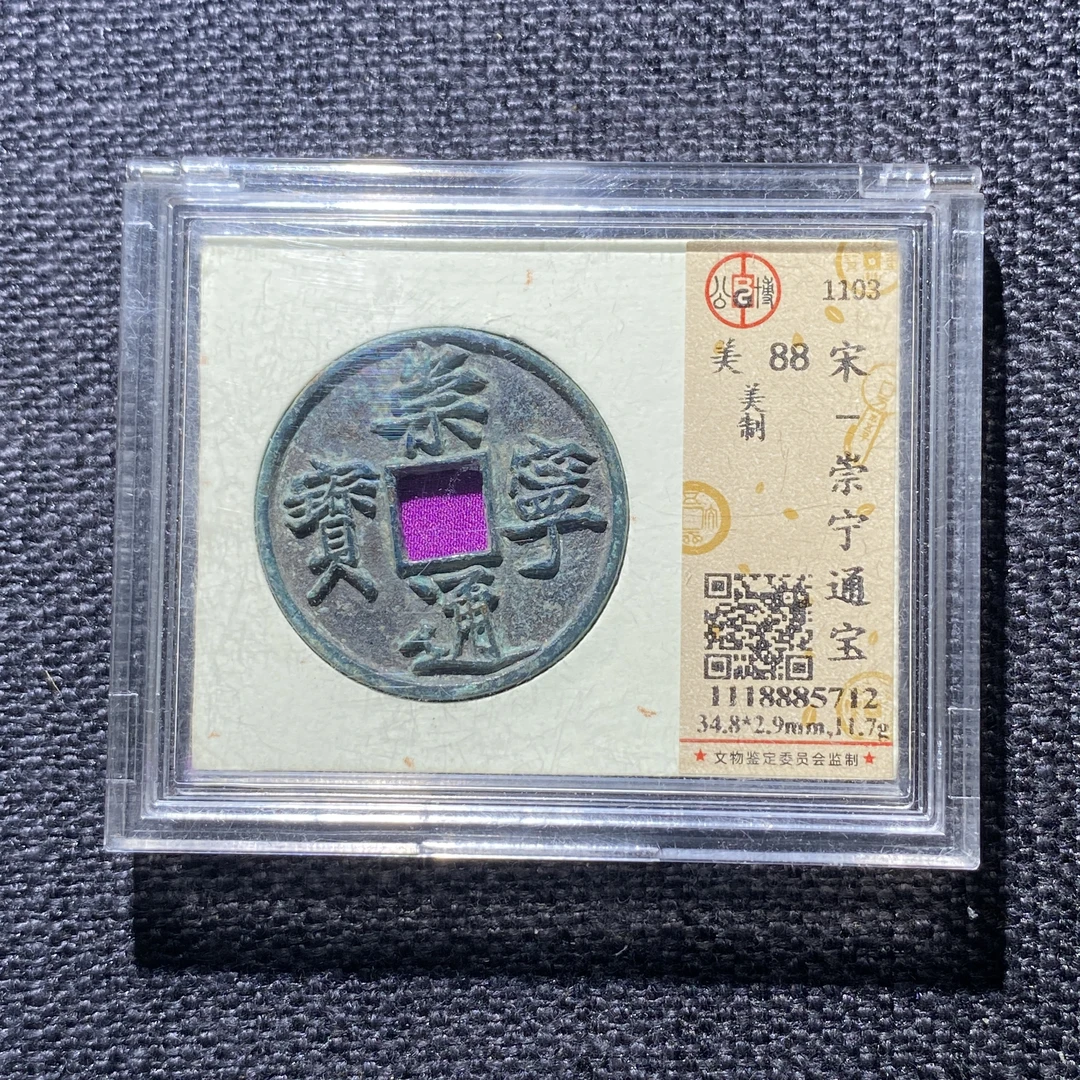 崇
寧
通
寶
公博
BG
1103
美 88
美制
宋－崇宁通宝
1118885712
34.8*2.9mm,11.7g
★文物鉴定委员会监制★